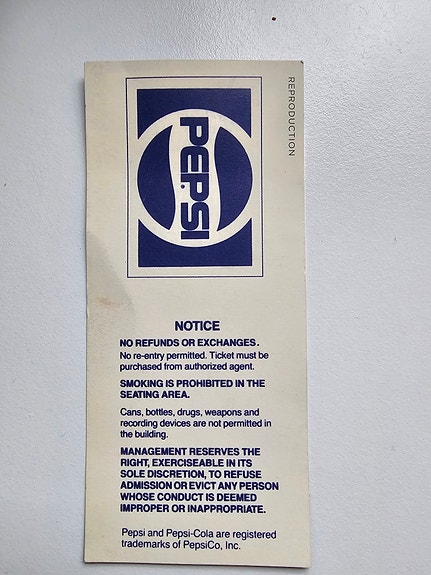 REPRODUCTION
PEPSI
NOTICE
NO REFUNDS OR EXCHANGES.
No re-entry permitted. Ticket must be
purchased from authorized agent.
SMOKING IS PROHIBITED IN THE
SEATING AREA.
Cans, bottles, drugs, weapons and
recording devices are not permitted in
the building.
MANAGEMENT RESERVES THE
RIGHT, EXERCISEABLE IN ITS
SOLE DISCRETION, TO REFUSE
ADMISSION OR EVICT ANY PERSON
WHOSE CONDUCT IS DEEMED
IMPROPER OR INAPPROPRIATE.
Pepsi and Pepsi-Cola are registered
trademarks of PepsiCo, Inc.